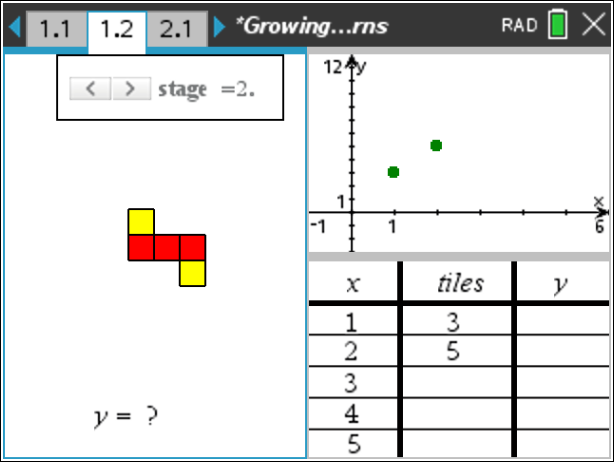 1.1 1.2 2.1 *Growing...rns RAD
stage =2.
y = ?
12 y
1
x
-1 1 6
x tiles y
1 3
2 5
3
4
5